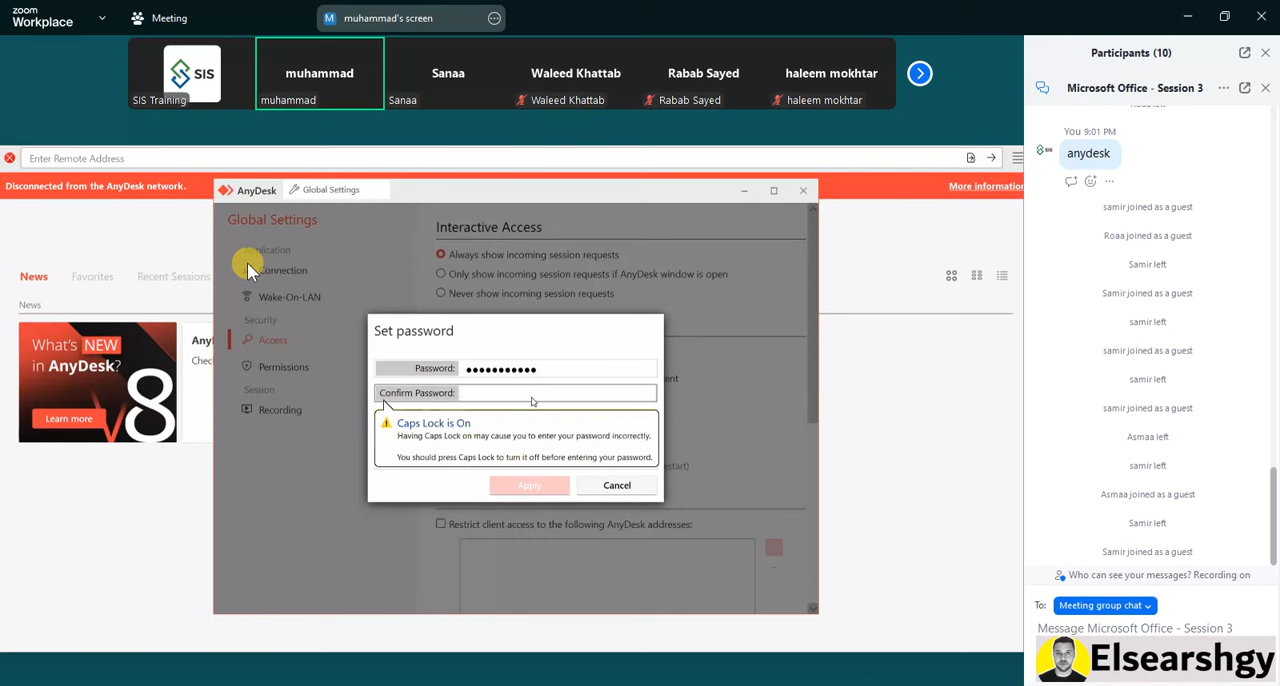 zoom
Workplace
Meeting
M muhammad's screen
SIS
SIS Training
muhammad
muhammad
Sanaa
Sanaa
Waleed Khattab
Waleed Khattab
Rabab Sayed
Rabab Sayed
haleem mokhtar
haleem mokhtar
Enter Remote Address
Disconnected from the AnyDesk network.
More information
News
Favorites
Recent Sessions
News
What's NEW
in AnyDesk!
8
Learn more
Any
Chec
AnyDesk
Global Settings
Global Settings
Application
Connection
Wake-On-LAN
Security
Access
Permissions
Session
Recording
Interactive Access
Always show incoming session requests
Only show incoming session requests if AnyDesk window is open
Never show incoming session requests
Set password
Password: ●●●●●●●●●●●
Confirm Password:
Caps Lock is On
Having Caps Lock on may cause you to enter your password incorrectly.
You should press Caps Lock to turn it off before entering your password.
Apply
Cancel
Restrict client access to the following AnyDesk addresses:
Participants (10)
Microsoft Office - Session 3
You 9:01 PM
SIS
anydesk
samir joined as a guest
Roaa joined as a guest
Samir left
Samir joined as a guest
samir left
samir joined as a guest
samir left
samir joined as a guest
Asmaa left
samir left
Asmaa joined as a guest
Samir left
Samir joined as a guest
Who can see your messages? Recording on
To: Meeting group chat
Message Microsoft Office - Session 3
Elsearshgy